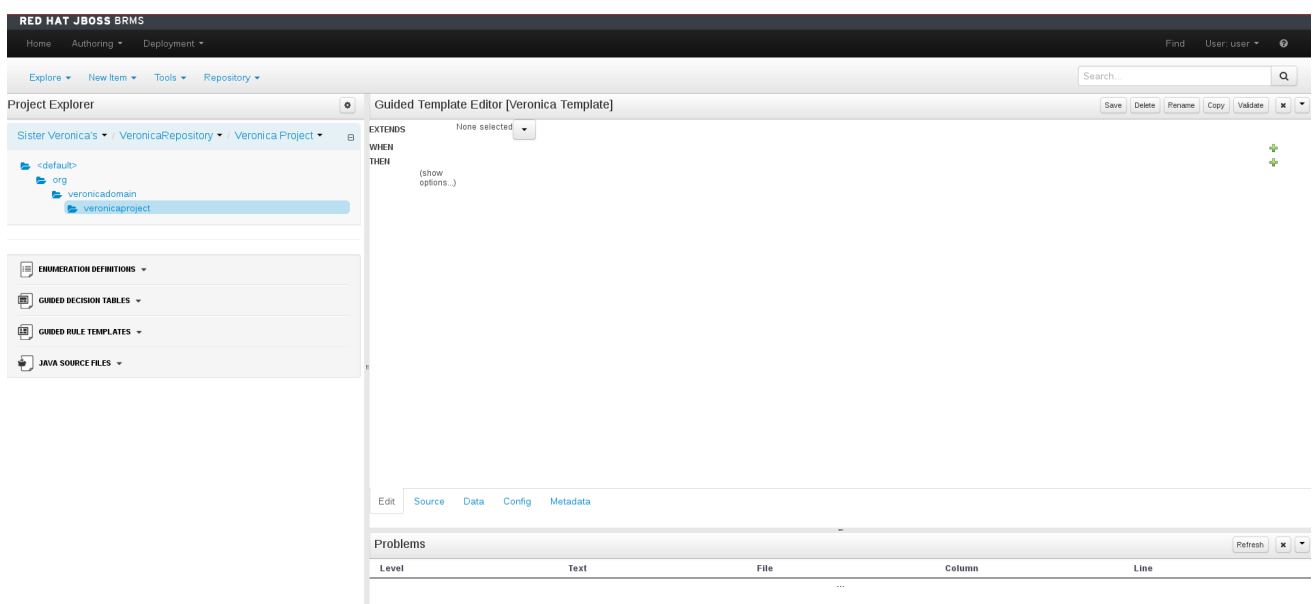 RED HAT JBOSS BRMS
Home Authoring Deployment Find User: user
Explore New Item Tools Repository Search...
Project Explorer
Sister Veronica's / VeronicaRepository / Veronica Project
<default>
org
veronicadomain
veronicaproject
ENUMERATION DEFINITIONS
GUIDED DECISION TABLES
GUIDED RULE TEMPLATES
JAVA SOURCE FILES
Guided Template Editor [Veronica Template] Save Delete Rename Copy Validate
EXTENDS None selected
WHEN
THEN
(show
options...)
Edit Source Data Config Metadata
Problems Refresh
Level Text File Column Line
...